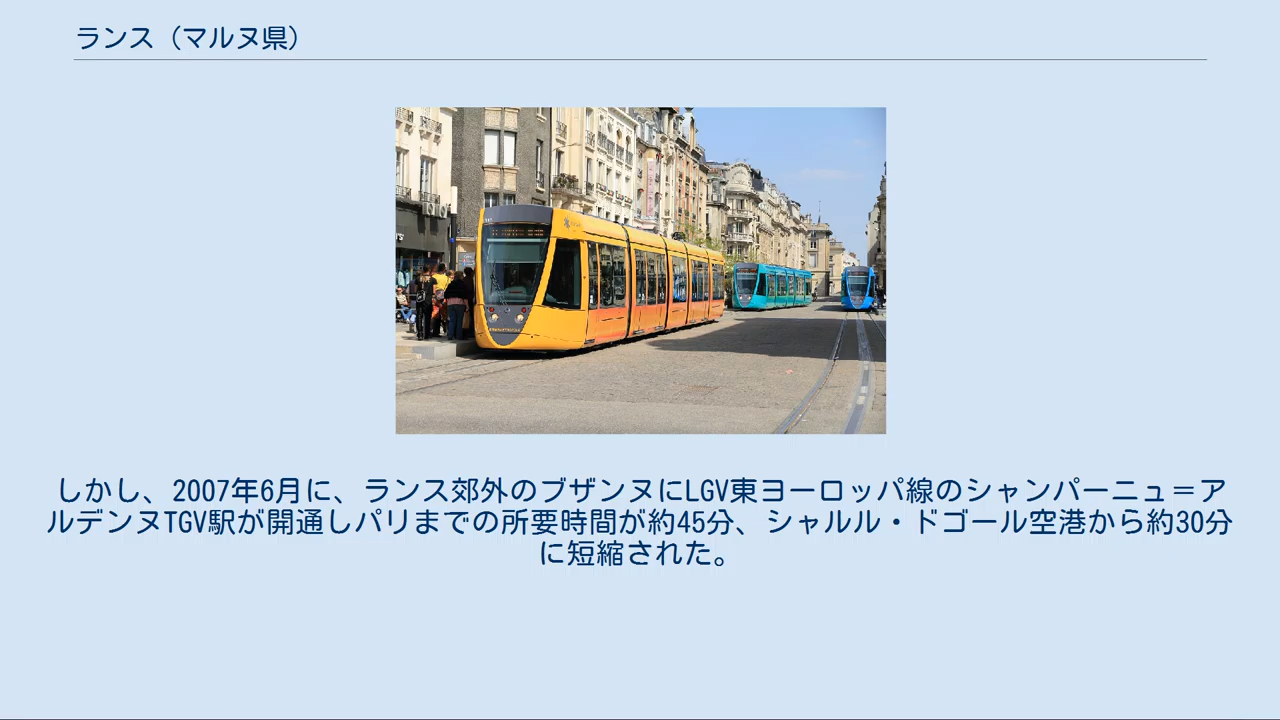 ランス（マルヌ県）
しかし、2007年6月に、ランス郊外のブザンヌにLGV東ヨーロッパ線のシャンパーニュ＝ア
ルデンヌTGV駅が開通しパリまでの所要時間が約45分、シャルル・ドゴール空港から約30分
に短縮された。